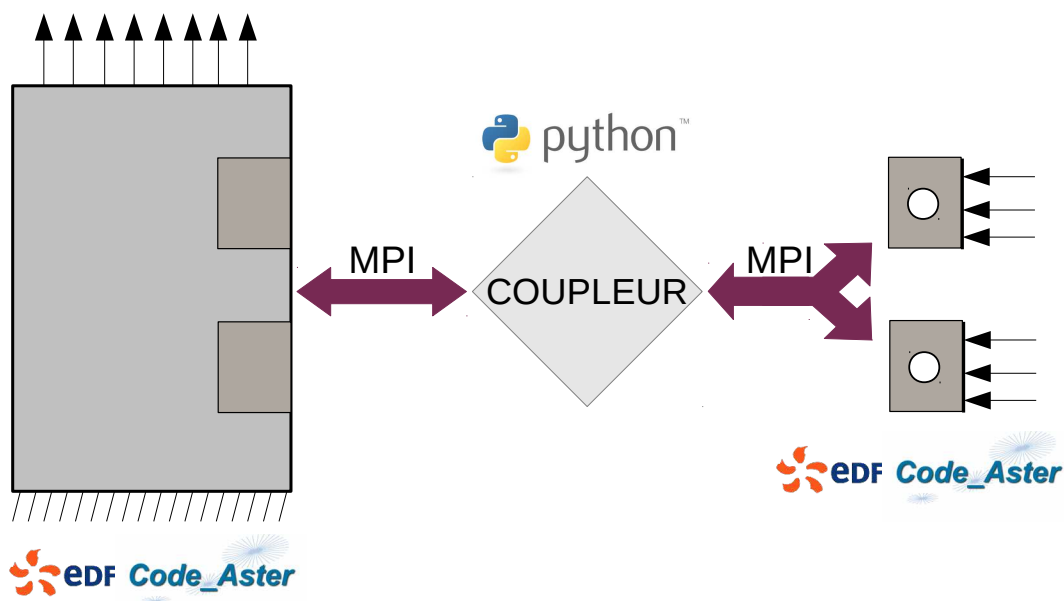 python™
MPI
COUPLEUR
MPI
eDF Code_Aster
eDF Code_Aster